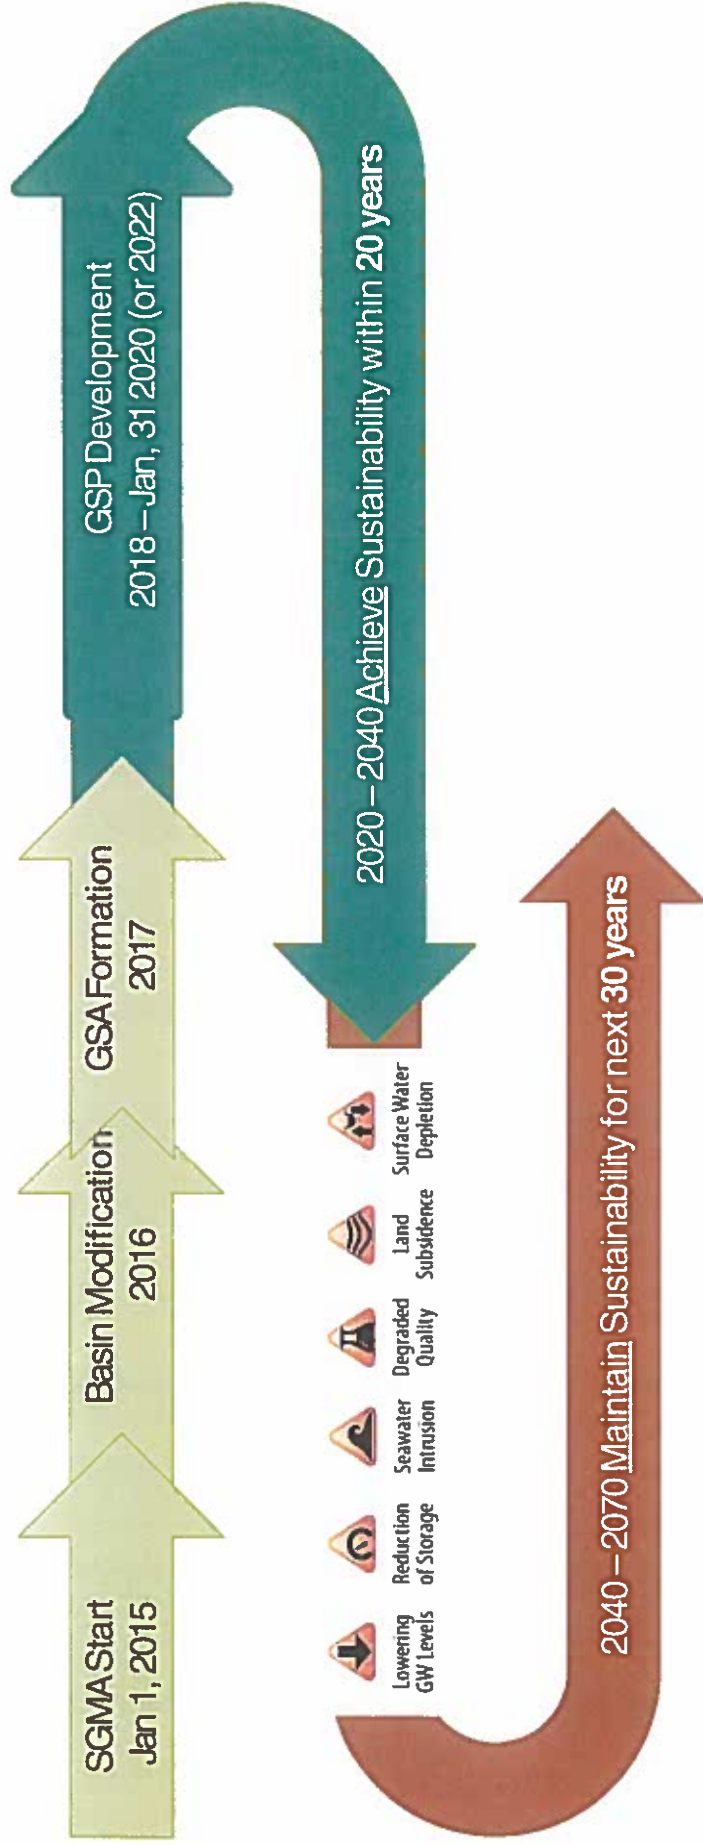 SGMA Start
Jan 1, 2015
Basin Modification
2016
GSA Formation
2017
GSP Development
2018 – Jan, 31 2020 (or 2022)
2020 – 2040 Achieve Sustainability within 20 years
Lowering
GW Levels
Reduction
of Storage
Seawater
Intrusion
Degraded
Quality
Land
Subsidence
Surface Water
Depletion
2040 – 2070 Maintain Sustainability for next 30 years